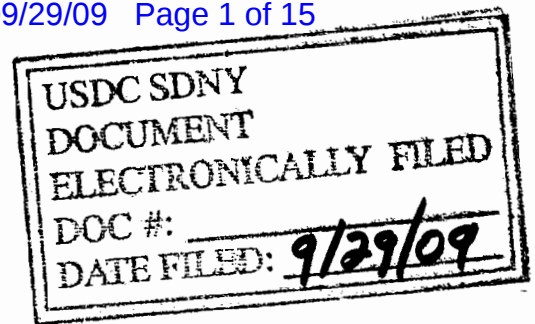 9/29/09 Page 1 of 15
USDC SDNY
DOCUMENT
ELECTRONICALLY FILED
DOC #:
DATE FILED: 9/29/09